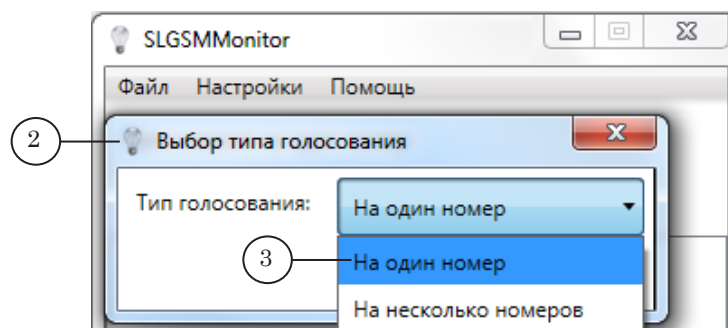 SLGSMMonitor
Файл Настройки Помощь
2 Выбор типа голосования
Тип голосования: На один номер
3 На один номер
На несколько номеров